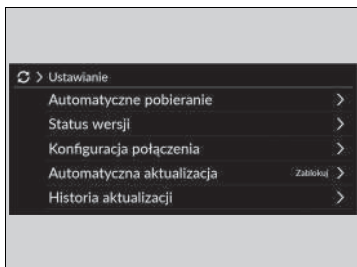 > Ustawianie
Automatyczne pobieranie >
Status wersji >
Konfiguracja połączenia >
Automatyczna aktualizacja Zablokuj >
Historia aktualizacji >